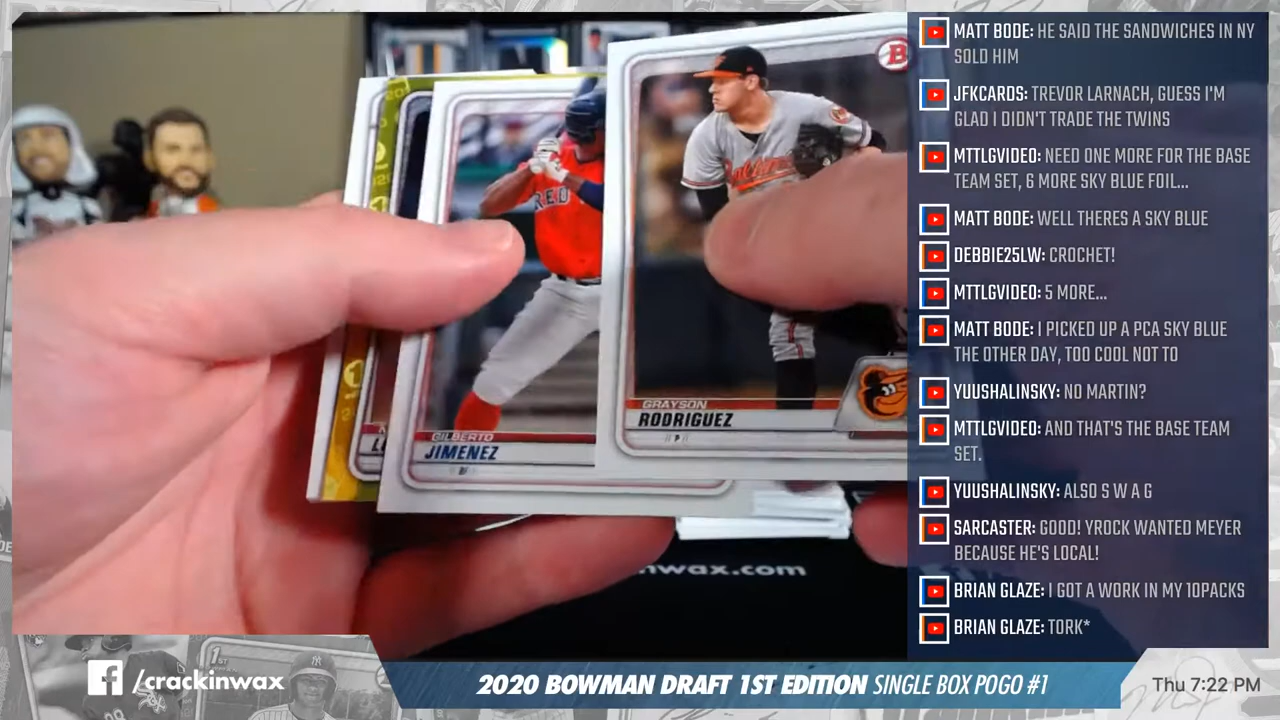 MATT BODE: HE SAID THE SANDWICHES IN NY
SOLD HIM
JFKCARDS: TREVOR LARNACH, GUESS I'M
GLAD I DIDN'T TRADE THE TWINS
MTTLGVIDEO: NEED ONE MORE FOR THE BASE
TEAM SET, 6 MORE SKY BLUE FOIL...
MATT BODE: WELL THERES A SKY BLUE
DEBBIE25LW: CROCHET!
MTTLGVIDEO: 5 MORE...
MATT BODE: I PICKED UP A PCA SKY BLUE
THE OTHER DAY, TOO COOL NOT TO
YUUSHALINSKY: NO MARTIN?
MTTLGVIDEO: AND THAT'S THE BASE TEAM
SET.
YUUSHALINSKY: ALSO S W A G
SARCASTER: GOOD! YROCK WANTED MEYER
BECAUSE HE'S LOCAL!
BRIAN GLAZE: I GOT A WORK IN MY 10PACKS
BRIAN GLAZE: TORK*
B
Orioles
RED
GRAYSON
RODRIGUEZ
P
GILBERTO
JIMENEZ
wax.com
/crackinwax
2020 BOWMAN DRAFT 1ST EDITION SINGLE BOX POGO #1
Thu 7:22 PM